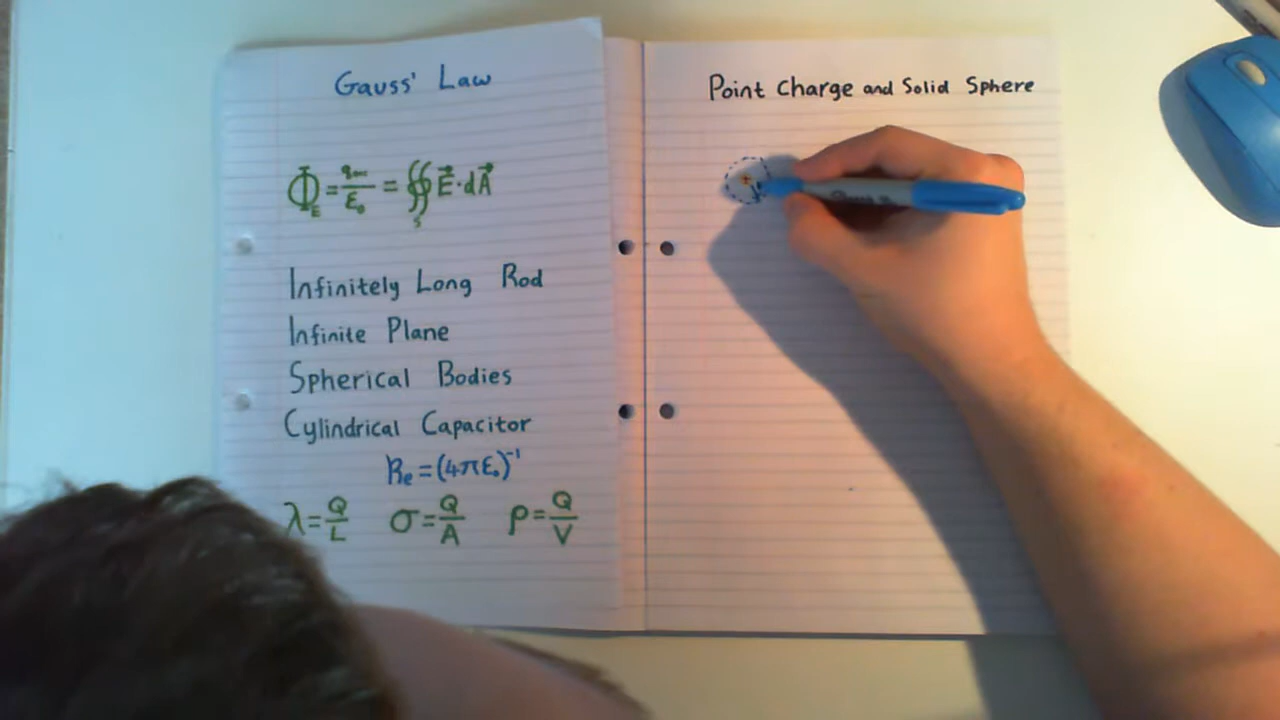 Gauss' Law
Φ_E = q_enc/ε₀ = ∯_S E⃗·dA⃗
Infinitely Long Rod
Infinite Plane
Spherical Bodies
Cylindrical Capacitor
k_e = (4πε₀)⁻¹
λ = Q/L σ = Q/A ρ = Q/V
Point Charge and Solid Sphere
+